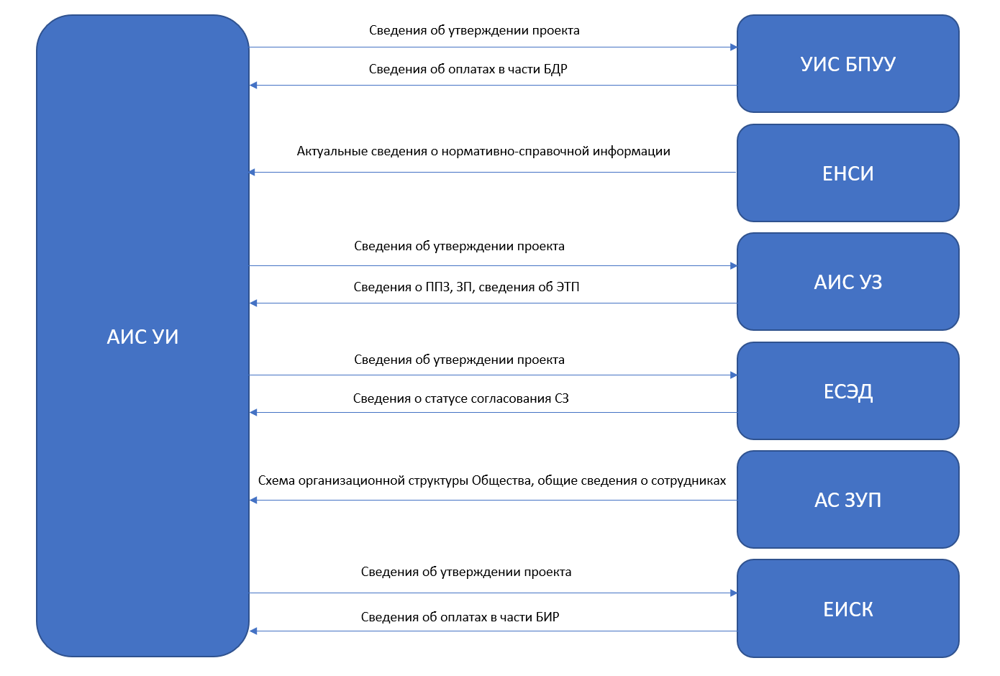 Сведения об утверждении проекта
УИС БПУУ
Сведения об оплатах в части БДР
Актуальные сведения о нормативно-справочной информации
ЕНСИ
Сведения об утверждении проекта
АИС УЗ
Сведения о ППЗ, ЗП, сведения об ЭТП
АИС УИ
Сведения об утверждении проекта
ЕСЭД
Сведения о статусе согласования СЗ
Схема организационной структуры Общества, общие сведения о сотрудниках
АС ЗУП
Сведения об утверждении проекта
ЕИСК
Сведения об оплатах в части БИР